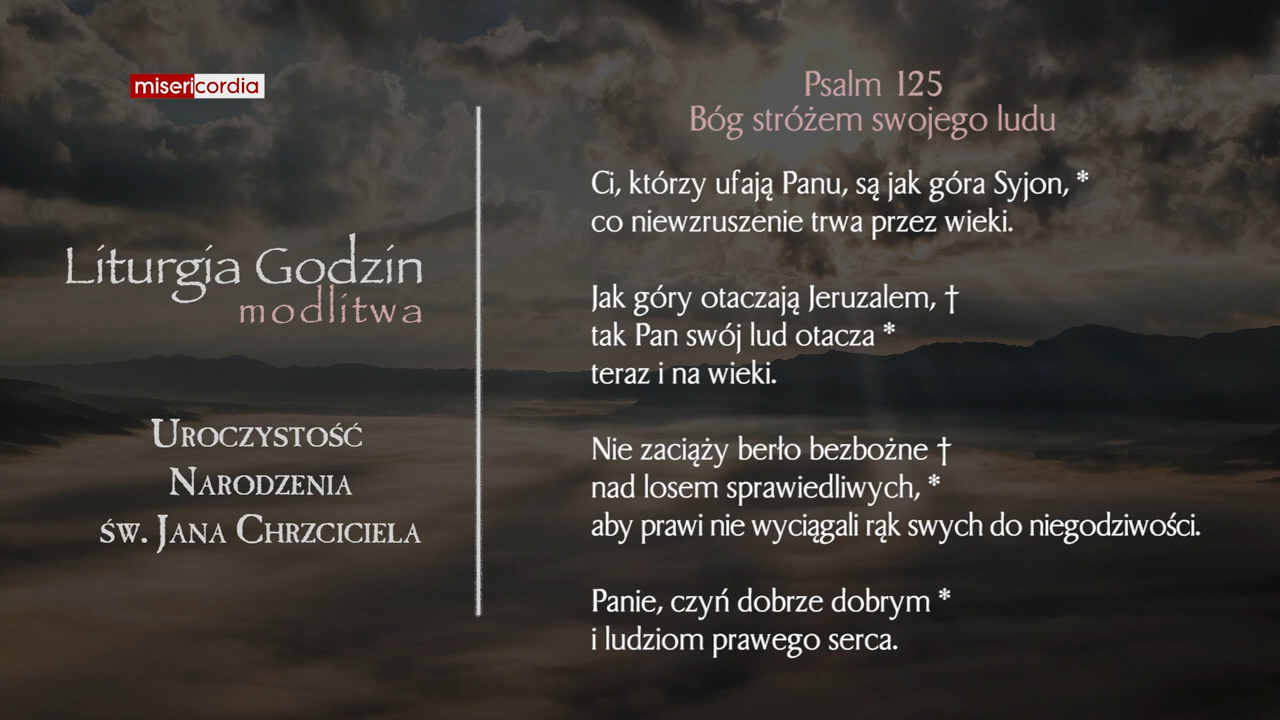 misericordia
Liturgia Godzin
modlitwa
Uroczystość
Narodzenia
św. Jana Chrzciciela
Psalm 125
Bóg stróżem swojego ludu
Ci, którzy ufają Panu, są jak góra Syjon, *
co niewzruszenie trwa przez wieki.
Jak góry otaczają Jeruzalem, †
tak Pan swój lud otacza *
teraz i na wieki.
Nie zaciąży berło bezbożne †
nad losem sprawiedliwych, *
aby prawi nie wyciągali rąk swych do niegodziwości.
Panie, czyń dobrze dobrym *
i ludziom prawego serca.